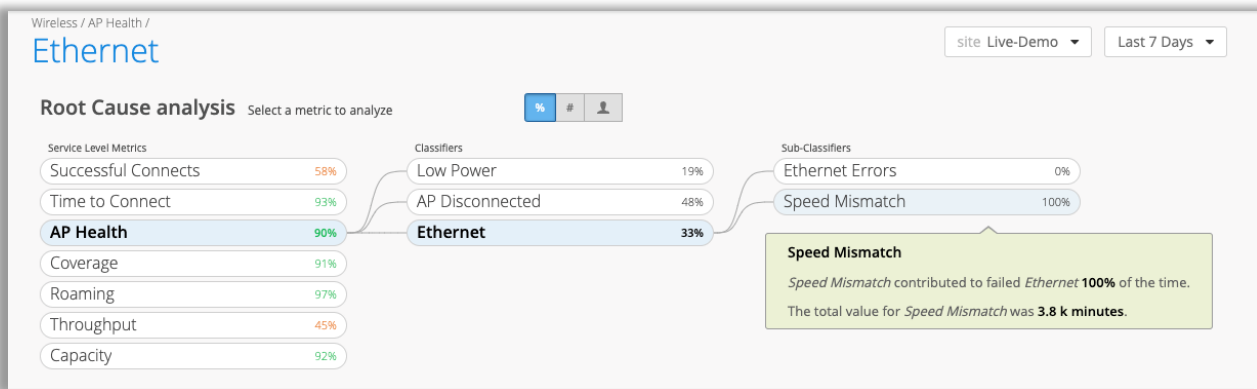 Wireless / AP Health /
Ethernet
site Live-Demo
Last 7 Days
Root Cause analysis Select a metric to analyze
% #
Service Level Metrics
Successful Connects 58%
Time to Connect 93%
AP Health 90%
Coverage 91%
Roaming 97%
Throughput 45%
Capacity 92%
Classifiers
Low Power 19%
AP Disconnected 48%
Ethernet 33%
Sub-Classifiers
Ethernet Errors 0%
Speed Mismatch 100%
Speed Mismatch
Speed Mismatch contributed to failed Ethernet 100% of the time.
The total value for Speed Mismatch was 3.8 k minutes.